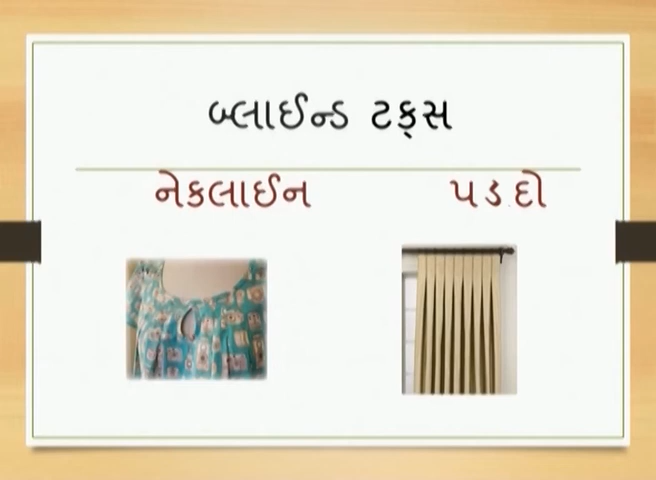 બ્લાઈન્ડ ટક્સ
નેકલાઈન
પડદો